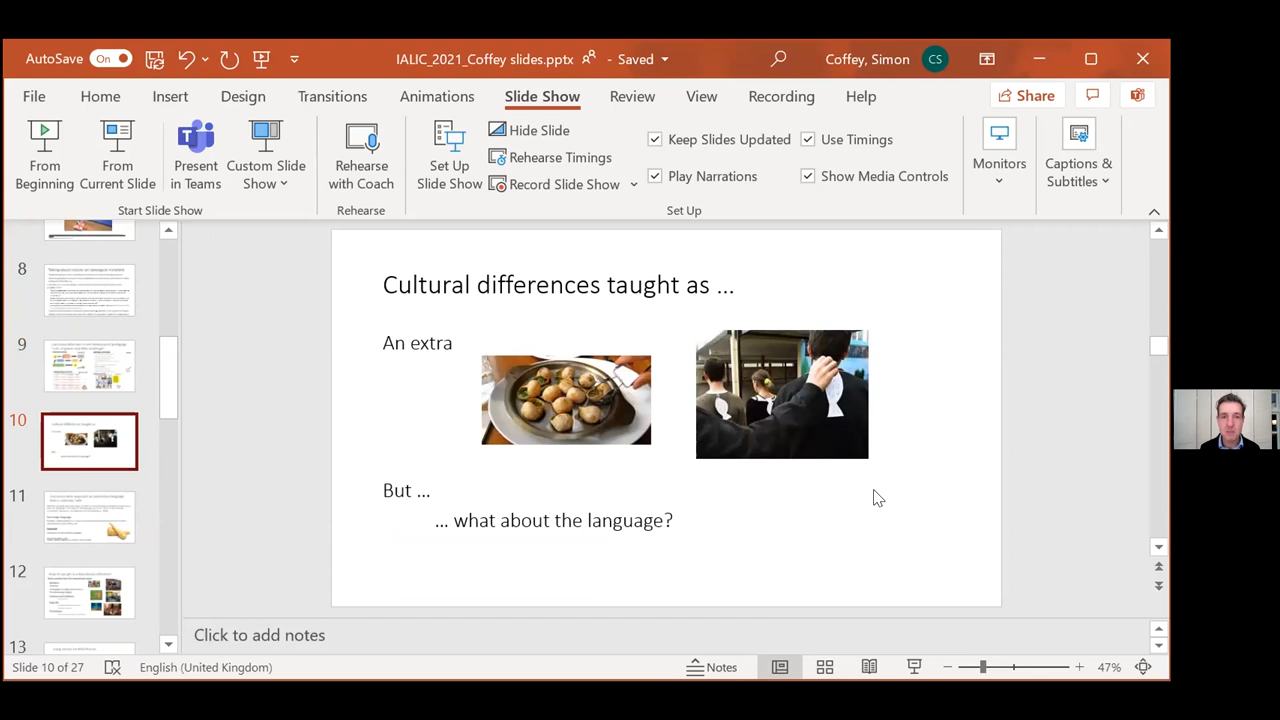 AutoSave On IALIC_2021_Coffey slides.pptx - Saved Coffey, Simon CS
File Home Insert Design Transitions Animations Slide Show Review View Recording Help Share
From Beginning
From Current Slide
Present in Teams
Custom Slide Show
Rehearse with Coach
Set Up Slide Show
Hide Slide
Rehearse Timings
Record Slide Show
Keep Slides Updated
Play Narrations
Use Timings
Show Media Controls
Monitors
Captions & Subtitles
Start Slide Show Rehearse Set Up
8
9
10
11
12
13
Cultural differences taught as ...
An extra
But ...
... what about the language?
Click to add notes
Slide 10 of 27 English (United Kingdom) Notes 47%